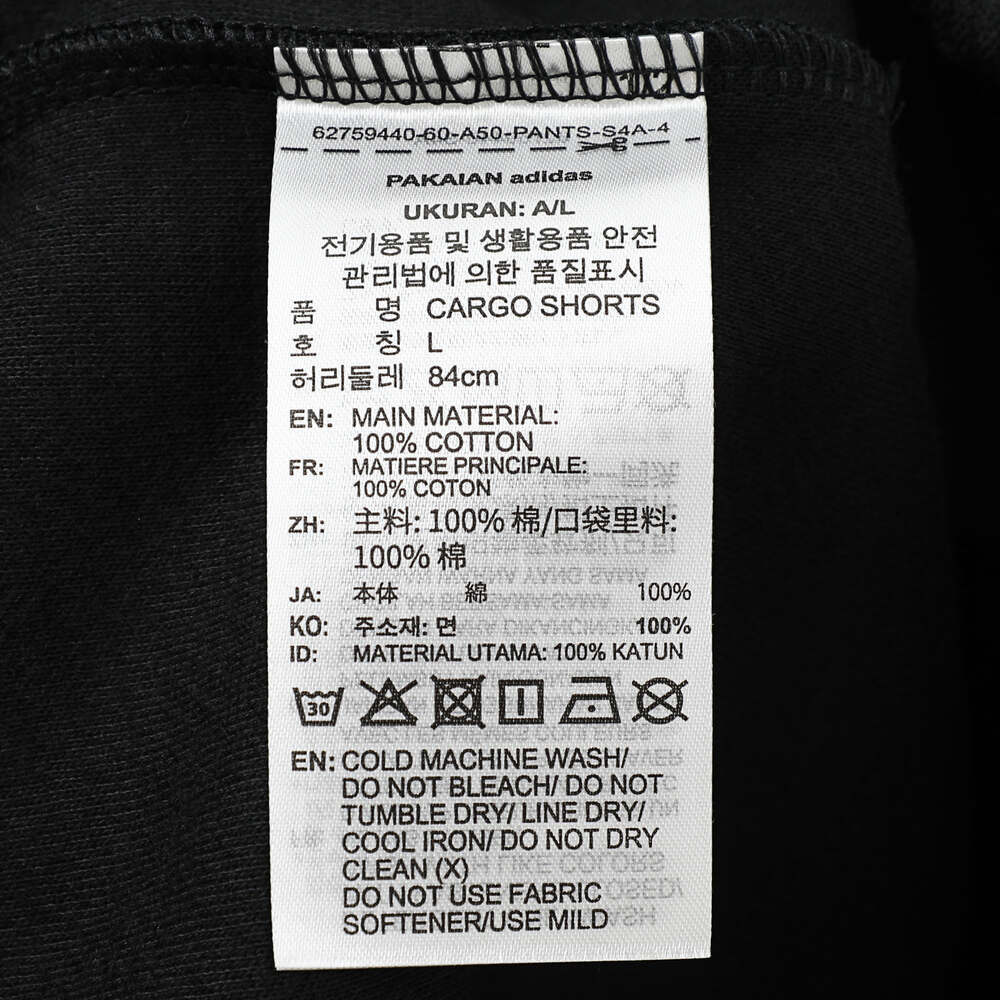 62759440-60-A50-PANTS-S4A-4
PAKAIAN adidas
UKURAN: A/L
전기용품 및 생활용품 안전
관리법에 의한 품질표시
품 명 CARGO SHORTS
호 칭 L
허리둘레 84cm
EN: MAIN MATERIAL:
100% COTTON
FR: MATIERE PRINCIPALE:
100% COTON
ZH: 主料: 100% 棉/口袋里料:
100% 棉
JA: 本体 綿 100%
KO: 주소재: 면 100%
ID: MATERIAL UTAMA: 100% KATUN
30
EN: COLD MACHINE WASH/
DO NOT BLEACH/ DO NOT
TUMBLE DRY/ LINE DRY/
COOL IRON/ DO NOT DRY
CLEAN (X)
DO NOT USE FABRIC
SOFTENER/USE MILD